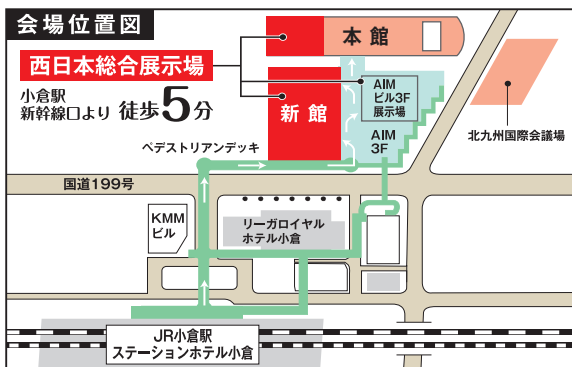 会場位置図
西日本総合展示場
小倉駅
新幹線口より 徒歩5分
本館
新館
AIM
ビル3F
展示場
AIM
3F
北九州国際会議場
ペデストリアンデッキ
国道199号
KMM
ビル
リーガロイヤル
ホテル小倉
JR小倉駅
ステーションホテル小倉